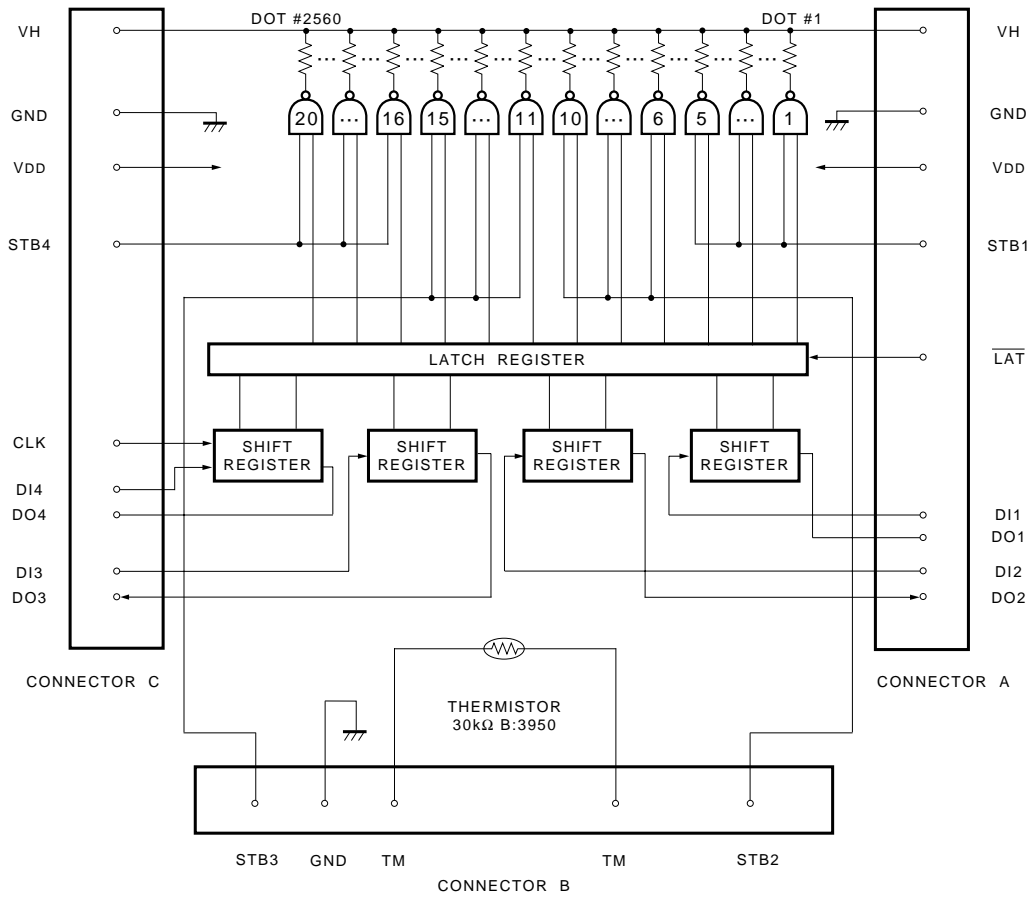 DOT #2560 DOT #1
VH VH
... ... ... ... ... ... ... ... ... ... ...
20 ... 16 15 ... 11 10 ... 6 5 ... 1
GND GND
VDD VDD
STB4 STB1
LATCH REGISTER
LAT
CLK
SHIFT REGISTER
SHIFT REGISTER
SHIFT REGISTER
SHIFT REGISTER
DI4
DO4
DI1
DO1
DI3
DO3
DI2
DO2
CONNECTOR C
CONNECTOR A
THERMISTOR
30kΩ B:3950
STB3 GND TM TM STB2
CONNECTOR B